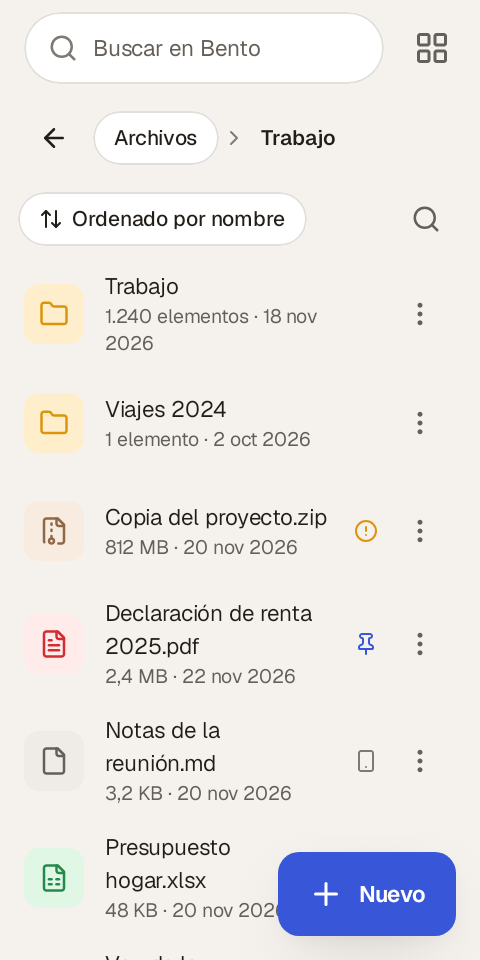 Buscar en Bento
Archivos
Trabajo
Ordenado por nombre
Trabajo
1.240 elementos · 18 nov
2026
Viajes 2024
1 elemento · 2 oct 2026
Copia del proyecto.zip
812 MB · 20 nov 2026
Declaración de renta
2025.pdf
2,4 MB · 22 nov 2026
Notas de la
reunión.md
3,2 KB · 20 nov 2026
Presupuesto
hogar.xlsx
48 KB · 20 nov 2026
Nuevo